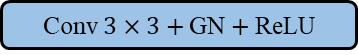 Conv 3 × 3 + GN + ReLU